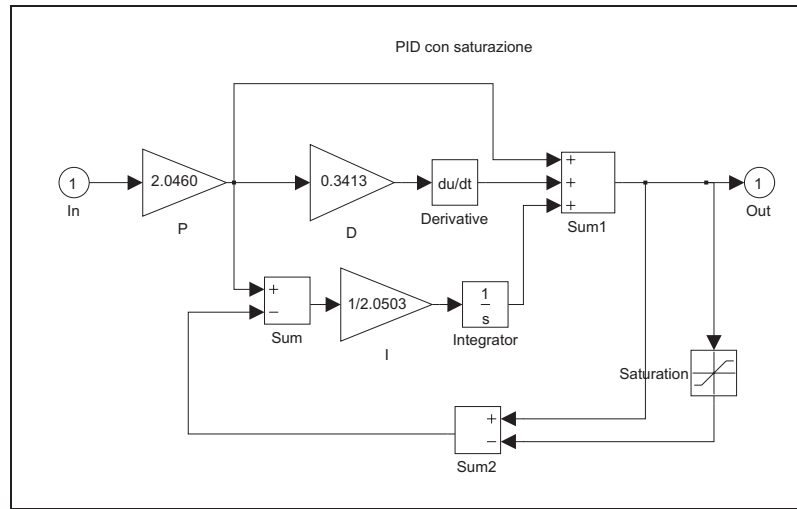 PID con saturazione
1
In
2.0460
P
0.3413
D
du/dt
Derivative
+
+
+
Sum1
1
Out
+
−
Sum
1/2.0503
I
1
s
Integrator
Saturation
+
−
Sum2